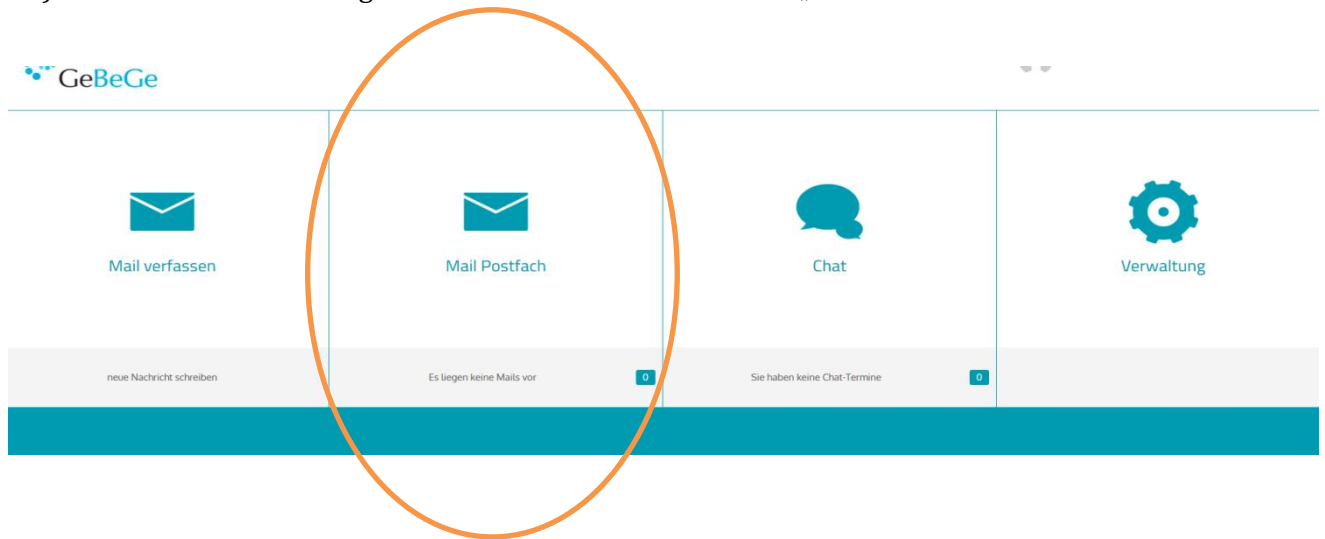 GeBeGe
Mail verfassen
Mail Postfach
Chat
Verwaltung
neue Nachricht schreiben
Es liegen keine Mails vor
0
Sie haben keine Chat-Termine
0